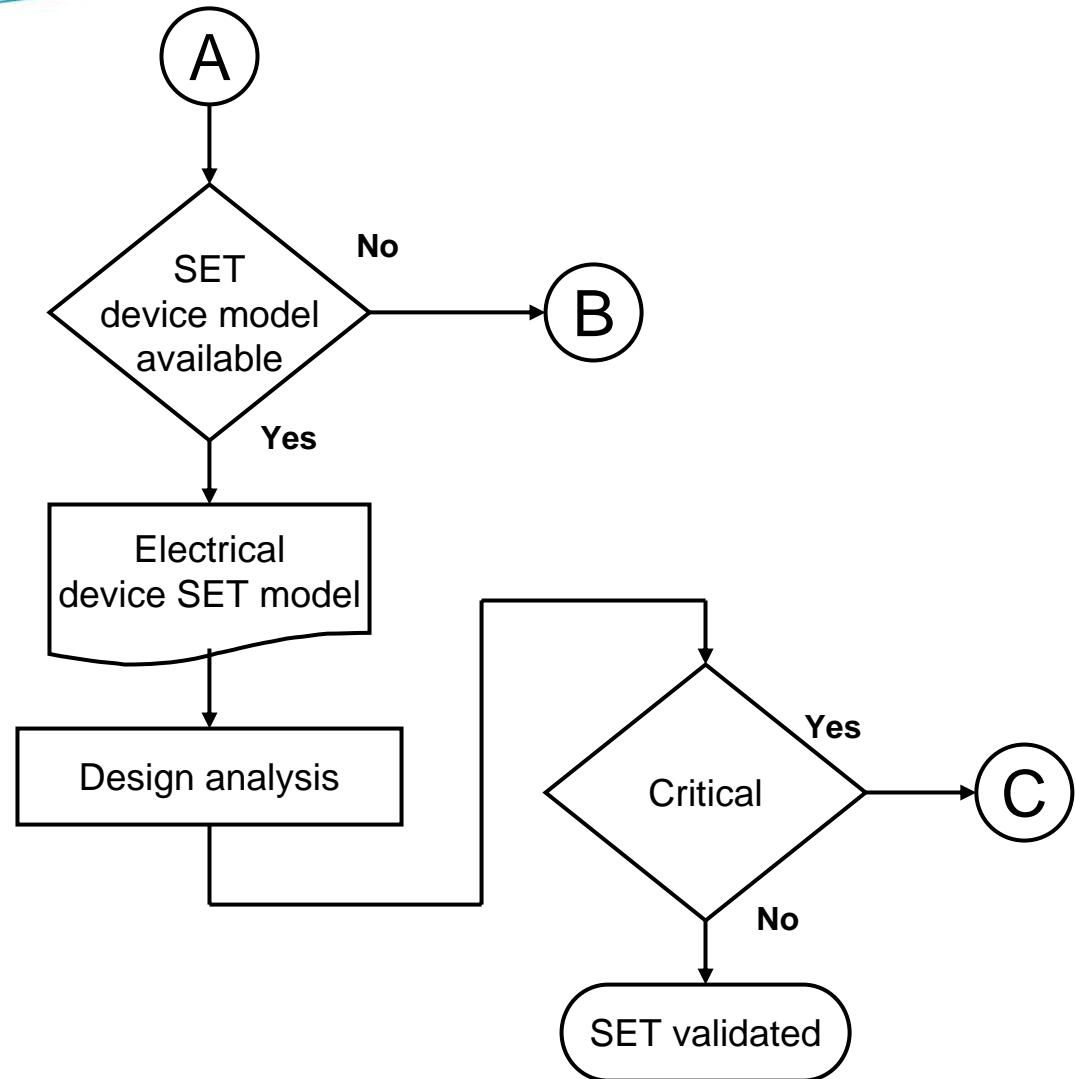 A
SET
device model
available
No
B
Yes
Electrical
device SET model
Design analysis
Critical
Yes
C
No
SET validated